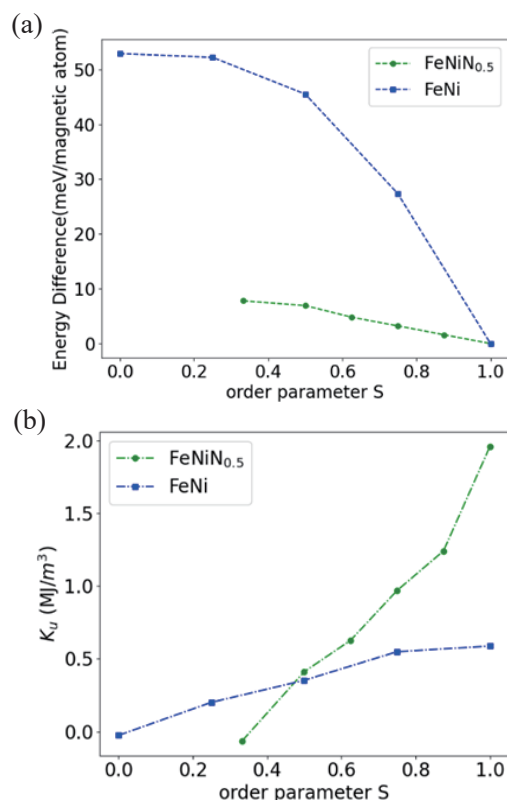 (a)
Energy Difference(meV/magnetic atom)
50
40
30
20
10
0
FeNiN0.5
FeNi
0.0 0.2 0.4 0.6 0.8 1.0
order parameter S
(b)
Ku (MJ/m³)
2.0
1.5
1.0
0.5
0.0
FeNiN0.5
FeNi
0.0 0.2 0.4 0.6 0.8 1.0
order parameter S